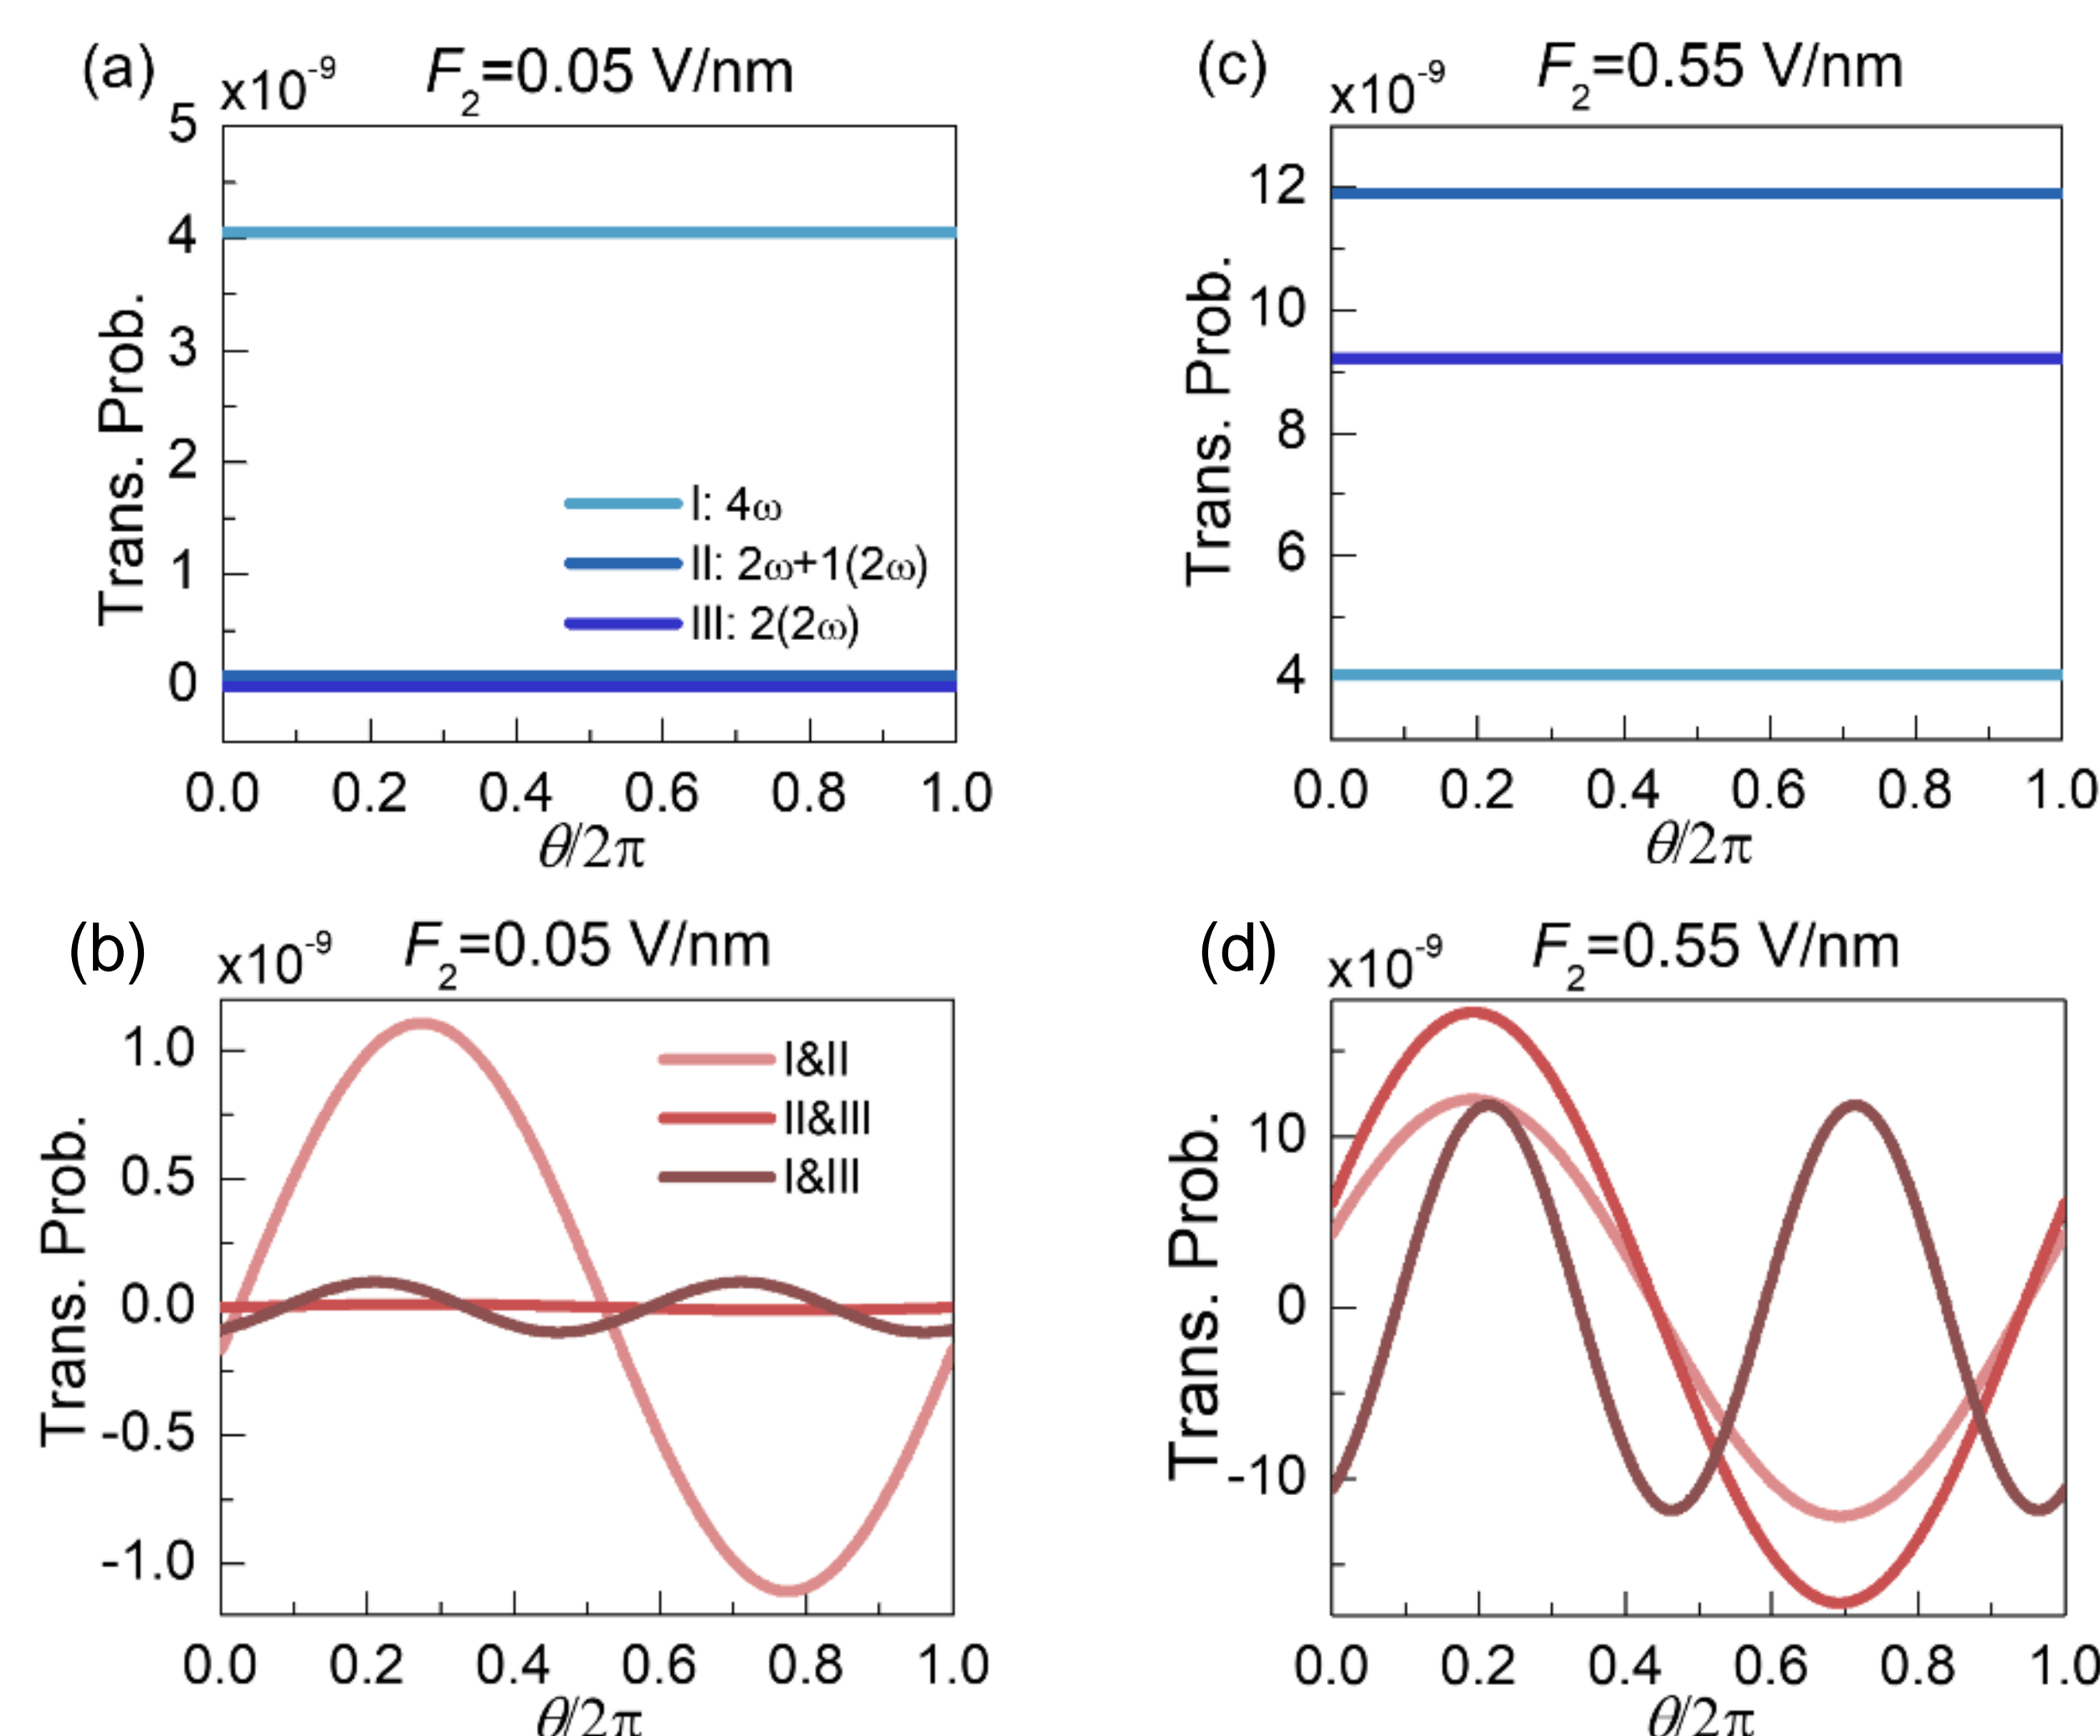 (a)
x10⁻⁹
F₂=0.05 V/nm
5
4
3
2
1
0
Trans. Prob.
I: 4ω
II: 2ω+1(2ω)
III: 2(2ω)
0.0 0.2 0.4 0.6 0.8 1.0
θ/2π
(c)
x10⁻⁹
F₂=0.55 V/nm
12
10
8
6
4
Trans. Prob.
0.0 0.2 0.4 0.6 0.8 1.0
θ/2π
(b)
x10⁻⁹
F₂=0.05 V/nm
1.0
0.5
0.0
-0.5
-1.0
Trans. Prob.
I&II
II&III
I&III
0.0 0.2 0.4 0.6 0.8 1.0
θ/2π
(d)
x10⁻⁹
F₂=0.55 V/nm
10
0
-10
Trans. Prob.
0.0 0.2 0.4 0.6 0.8 1.0
θ/2π